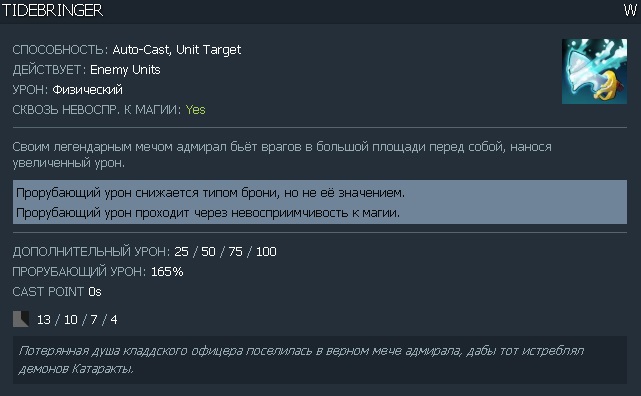 TIDEBRINGER W
СПОСОБНОСТЬ: Auto-Cast, Unit Target
ДЕЙСТВУЕТ: Enemy Units
УРОН: Физический
СКВОЗЬ НЕВОСПР. К МАГИИ: Yes
Своим легендарным мечом адмирал бьёт врагов в большой площади перед собой, нанося
увеличенный урон.
Прорубающий урон снижается типом брони, но не её значением.
Прорубающий урон проходит через невосприимчивость к магии.
ДОПОЛНИТЕЛЬНЫЙ УРОН: 25 / 50 / 75 / 100
ПРОРУБАЮЩИЙ УРОН: 165%
CAST POINT 0s
13 / 10 / 7 / 4
Потерянная душа кладдского офицера поселилась в верном мече адмирала, дабы тот истреблял
демонов Катаракты.